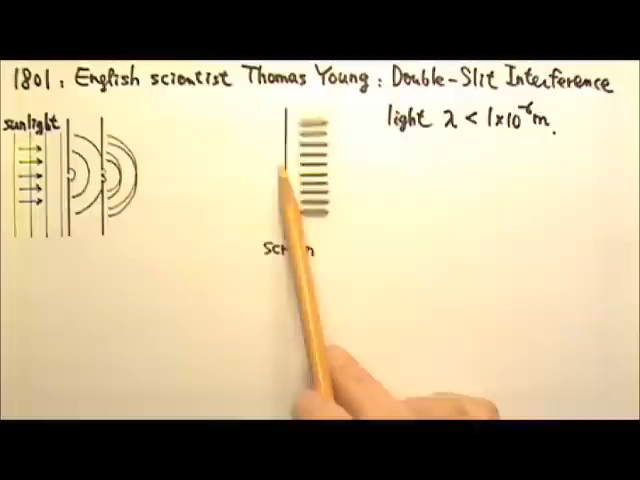 1801: English scientist Thomas Young: Double-Slit Interference
sunlight
light λ < 1×10⁻⁶m.